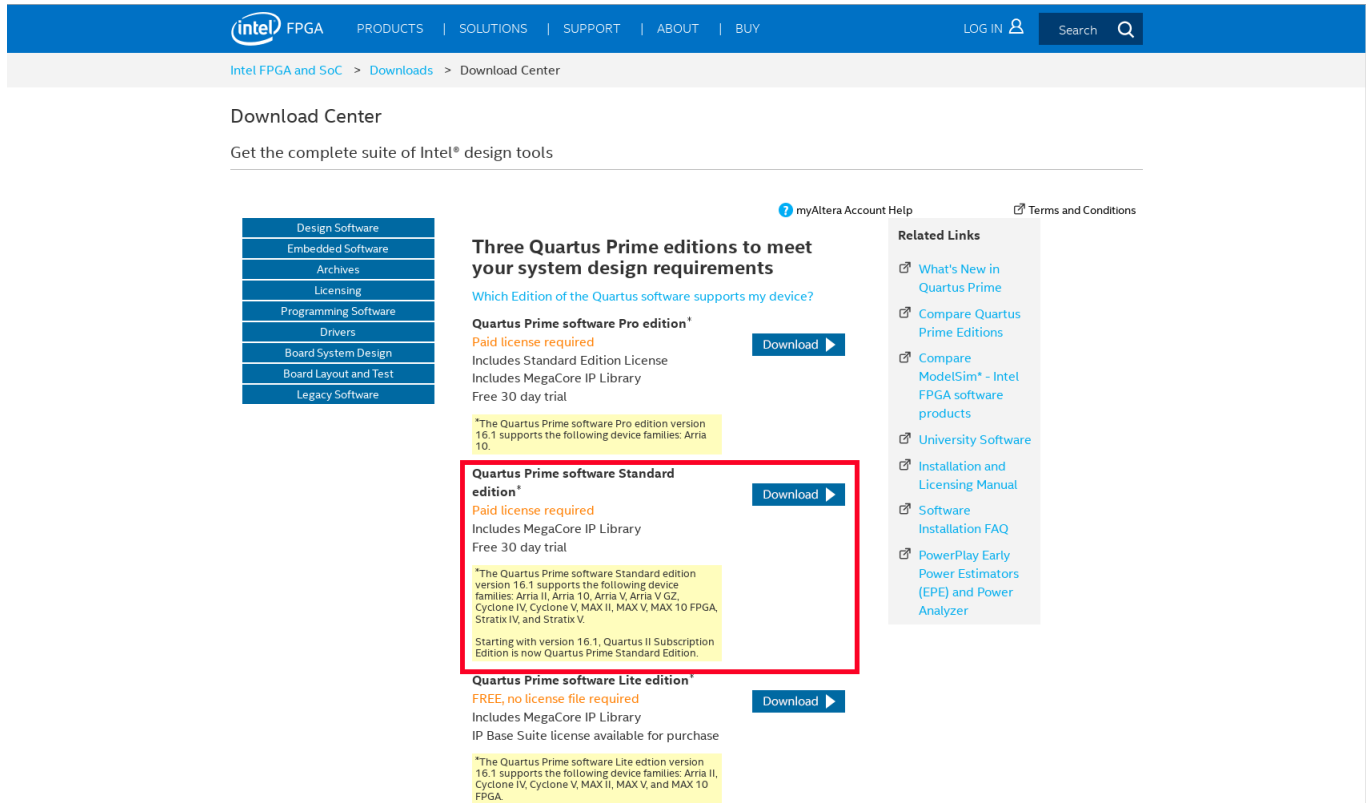 intel FPGA PRODUCTS | SOLUTIONS | SUPPORT | ABOUT | BUY LOG IN Search
Intel FPGA and SoC > Downloads > Download Center
Download Center
Get the complete suite of Intel® design tools
? myAltera Account Help Terms and Conditions
Design Software
Embedded Software
Archives
Licensing
Programming Software
Drivers
Board System Design
Board Layout and Test
Legacy Software
Three Quartus Prime editions to meet
your system design requirements
Which Edition of the Quartus software supports my device?
Quartus Prime software Pro edition*
Paid license required
Download
Includes Standard Edition License
Includes MegaCore IP Library
Free 30 day trial
*The Quartus Prime software Pro edition version
16.1 supports the following device families: Arria
10.
Quartus Prime software Standard
edition*
Download
Paid license required
Includes MegaCore IP Library
Free 30 day trial
*The Quartus Prime software Standard edition
version 16.1 supports the following device
families: Arria II, Arria 10, Arria V, Arria V GZ,
Cyclone IV, Cyclone V, MAX II, MAX V, MAX 10 FPGA,
Stratix IV, and Stratix V.
Starting with version 16.1, Quartus II Subscription
Edition is now Quartus Prime Standard Edition.
Quartus Prime software Lite edition*
FREE, no license file required
Download
Includes MegaCore IP Library
IP Base Suite license available for purchase
*The Quartus Prime software Lite edtion version
16.1 supports the following device families: Arria II,
Cyclone IV, Cyclone V, MAX II, MAX V, and MAX 10
FPGA.
Related Links
What's New in
Quartus Prime
Compare Quartus
Prime Editions
Compare
ModelSim* - Intel
FPGA software
products
University Software
Installation and
Licensing Manual
Software
Installation FAQ
PowerPlay Early
Power Estimators
(EPE) and Power
Analyzer